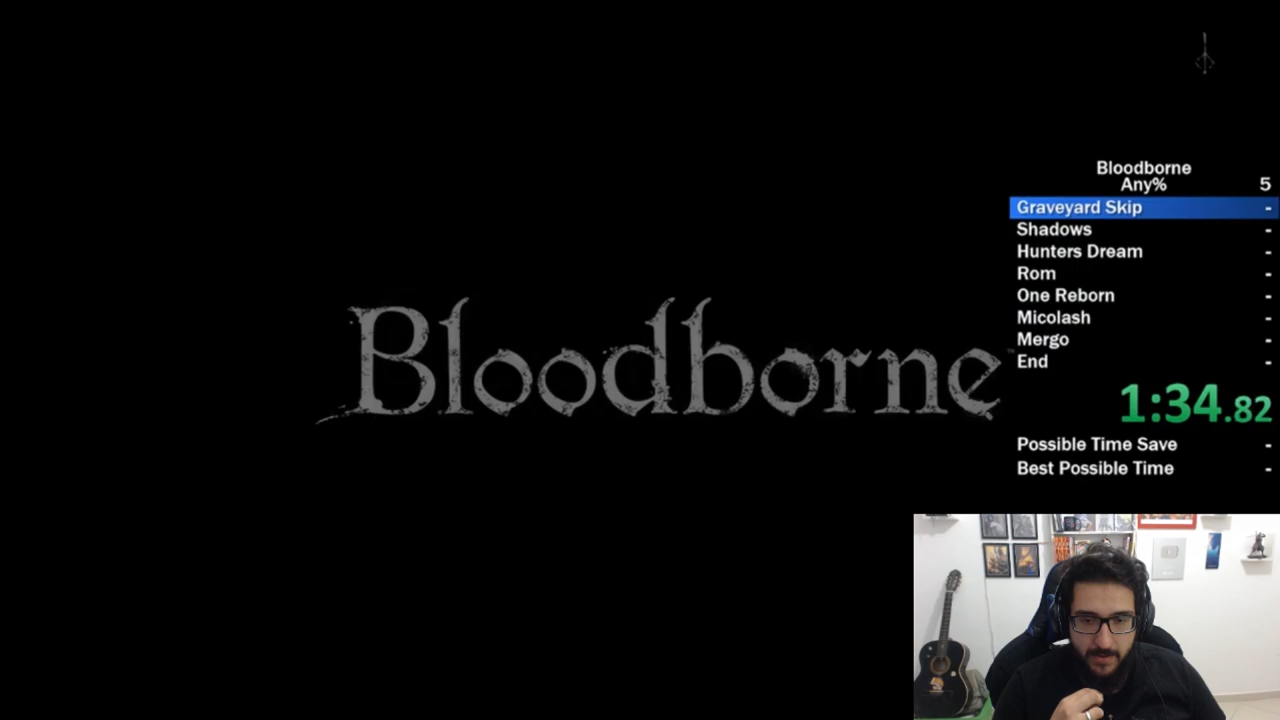 Bloodborne
Bloodborne
Any% 5
Graveyard Skip -
Shadows -
Hunters Dream -
Rom -
One Reborn -
Micolash -
Mergo -
End -
1:34.82
Possible Time Save -
Best Possible Time -